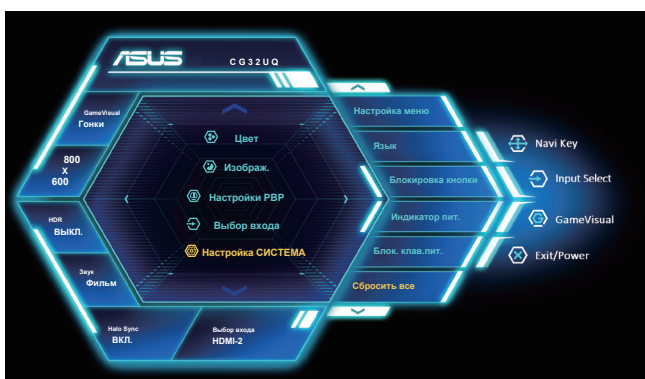 ASUS
CG32UQ
GameVisual
Гонки
800
X
600
HDR
ВЫКЛ.
Звук
Фильм
Halo Sync
ВКЛ.
Выбор входа
HDMI-2
Цвет
Изображ.
Настройки PBP
Выбор входа
Настройка СИСТЕМА
Настройка меню
Язык
Блокировка кнопки
Индикатор пит.
Блок. клав.пит.
Сбросить все
Navi Key
Input Select
GameVisual
Exit/Power